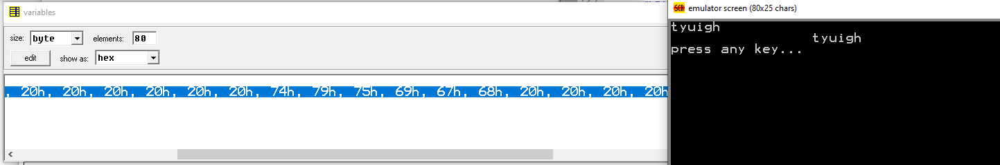 variables
size: byte elements: 80
edit show as: hex
, 20h, 20h, 20h, 20h, 20h, 20h, 74h, 79h, 75h, 69h, 67h, 68h, 20h, 20h, 20h, 20h
emulator screen (80x25 chars)
tyuigh
tyuigh
press any key...